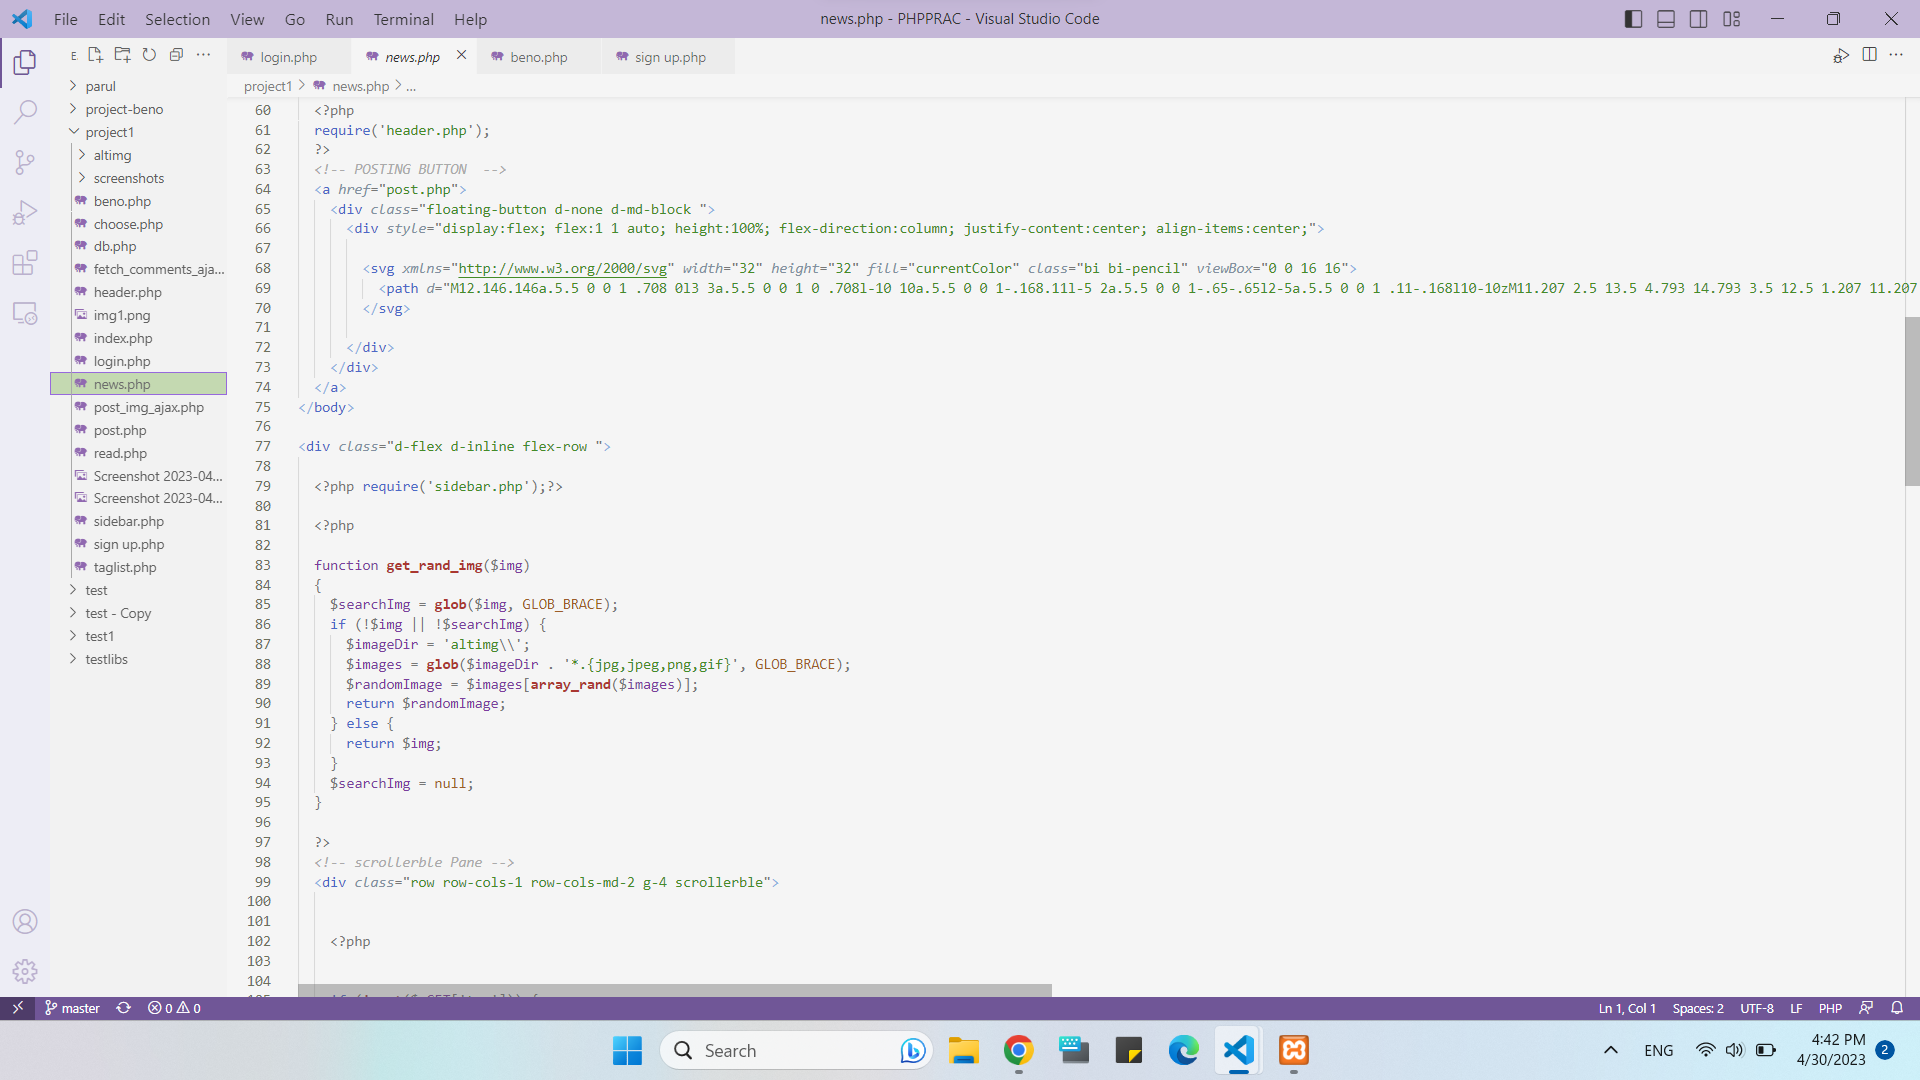 File Edit Selection View Go Run Terminal Help
news.php - PHPPRAC - Visual Studio Code
E
login.php
news.php
beno.php
sign up.php
project1 > news.php > ...
parul
project-beno
project1
altimg
screenshots
beno.php
choose.php
db.php
fetch_comments_aja...
header.php
img1.png
index.php
login.php
news.php
post_img_ajax.php
post.php
read.php
Screenshot 2023-04...
Screenshot 2023-04...
sidebar.php
sign up.php
taglist.php
test
test - Copy
test1
testlibs
60 <?php
61 require('header.php');
62 ?>
63 <!-- POSTING BUTTON  -->
64 <a href="post.php">
65 <div class="floating-button d-none d-md-block ">
66 <div style="display:flex; flex:1 1 auto; height:100%; flex-direction:column; justify-content:center; align-items:center;">
67
68 <svg xmlns="http://www.w3.org/2000/svg" width="32" height="32" fill="currentColor" class="bi bi-pencil" viewBox="0 0 16 16">
69 <path d="M12.146.146a.5.5 0 0 1 .708 0l3 3a.5.5 0 0 1 0 .708l-10 10a.5.5 0 0 1-.168.11l-5 2a.5.5 0 0 1-.65-.65l2-5a.5.5 0 0 1 .11-.168l10-10zM11.207 2.5 13.5 4.793 14.793 3.5 12.5 1.207 11.207
70 </svg>
71
72 </div>
73 </div>
74 </a>
75 </body>
76
77 <div class="d-flex d-inline flex-row ">
78
79 <?php require('sidebar.php');?>
80
81 <?php
82
83 function get_rand_img($img)
84 {
85 $searchImg = glob($img, GLOB_BRACE);
86 if (!$img || !$searchImg) {
87 $imageDir = 'altimg\\';
88 $images = glob($imageDir . '*.{jpg,jpeg,png,gif}', GLOB_BRACE);
89 $randomImage = $images[array_rand($images)];
90 return $randomImage;
91 } else {
92 return $img;
93 }
94 $searchImg = null;
95 }
96
97 ?>
98 <!-- scrollerble Pane -->
99 <div class="row row-cols-1 row-cols-md-2 g-4 scrollerble">
100
101
102 <?php
103
104
master 0 0
Ln 1, Col 1 Spaces: 2 UTF-8 LF PHP
Search
ENG
4:42 PM
4/30/2023
2